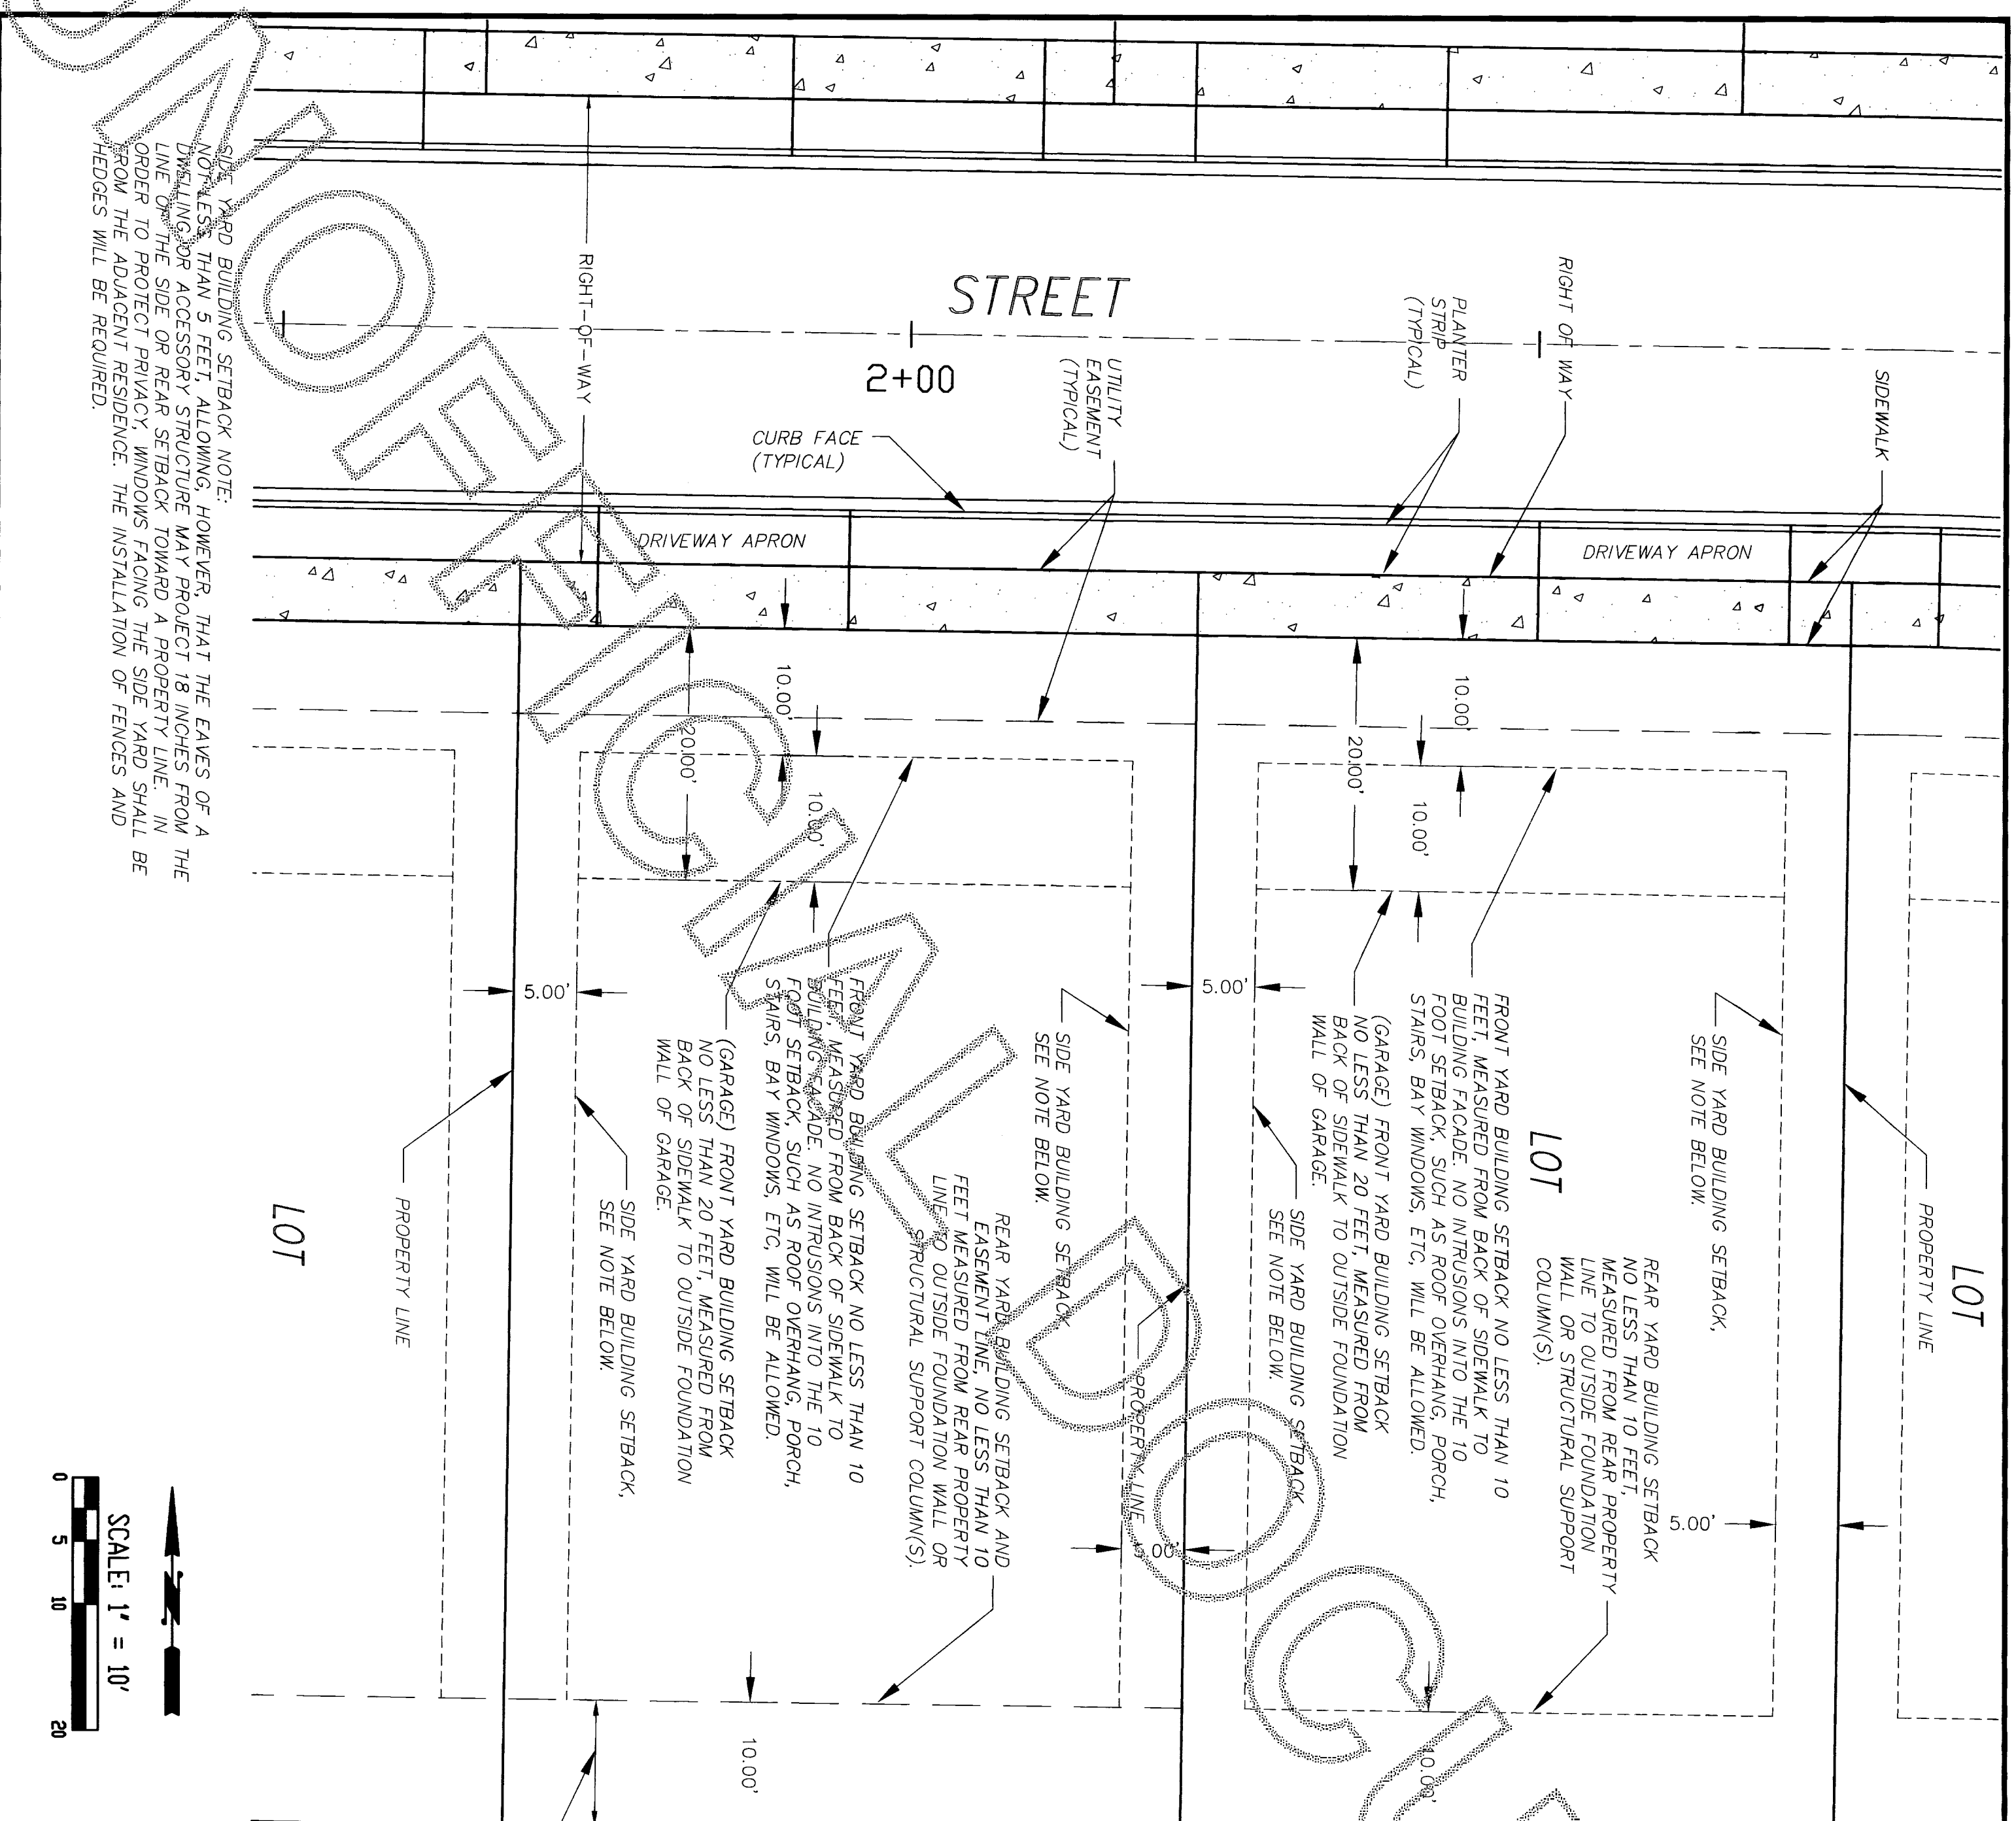 STREET
2+00
RIGHT-OF-WAY
CURB FACE
(TYPICAL)
UTILITY
EASEMENT
(TYPICAL)
PLANTER
STRIP
(TYPICAL)
RIGHT OF WAY
SIDEWALK
DRIVEWAY APRON
DRIVEWAY APRON
10.00'
20.00'
10.00'
10.00'
20.00'
10.00'
5.00'
5.00'
5.00'
5.00'
10.00'
10.00'
SIDE YARD BUILDING SETBACK,
SEE NOTE BELOW.
PROPERTY LINE
LOT
LOT
FRONT YARD BUILDING SETBACK NO LESS THAN 10
FEET, MEASURED FROM BACK OF SIDEWALK TO
BUILDING FACADE. NO INTRUSIONS INTO THE 10
FOOT SETBACK, SUCH AS ROOF OVERHANG, PORCH,
STAIRS, BAY WINDOWS, ETC, WILL BE ALLOWED.
(GARAGE) FRONT YARD BUILDING SETBACK
NO LESS THAN 20 FEET, MEASURED FROM
BACK OF SIDEWALK TO OUTSIDE FOUNDATION
WALL OF GARAGE.
REAR YARD BUILDING SETBACK
NO LESS THAN 10 FEET,
MEASURED FROM REAR PROPERTY
LINE TO OUTSIDE FOUNDATION
WALL OR STRUCTURAL SUPPORT
COLUMN(S).
SIDE YARD BUILDING SETBACK
SEE NOTE BELOW.
PROPERTY LINE
SIDE YARD BUILDING SETBACK
SEE NOTE BELOW.
REAR YARD BUILDING SETBACK AND
EASEMENT LINE, NO LESS THAN 10
FEET MEASURED FROM REAR PROPERTY
LINE TO OUTSIDE FOUNDATION WALL OR
STRUCTURAL SUPPORT COLUMN(S).
FRONT YARD BUILDING SETBACK NO LESS THAN 10
FEET, MEASURED FROM BACK OF SIDEWALK TO
BUILDING FACADE. NO INTRUSIONS INTO THE 10
FOOT SETBACK, SUCH AS ROOF OVERHANG, PORCH,
STAIRS, BAY WINDOWS, ETC, WILL BE ALLOWED.
(GARAGE) FRONT YARD BUILDING SETBACK
NO LESS THAN 20 FEET, MEASURED FROM
BACK OF SIDEWALK TO OUTSIDE FOUNDATION
WALL OF GARAGE.
SIDE YARD BUILDING SETBACK,
SEE NOTE BELOW.
PROPERTY LINE
LOT
SIDE YARD BUILDING SETBACK NOTE:
NOT LESS THAN 5 FEET, ALLOWING, HOWEVER, THAT THE EAVES OF A
DWELLING OR ACCESSORY STRUCTURE MAY PROJECT 18 INCHES FROM THE
LINE OF THE SIDE OR REAR SETBACK TOWARD A PROPERTY LINE. IN
ORDER TO PROTECT PRIVACY, WINDOWS FACING THE SIDE YARD SHALL BE
FROM THE ADJACENT RESIDENCE. THE INSTALLATION OF FENCES AND
HEDGES WILL BE REQUIRED.
N
SCALE: 1" = 10'
0 5 10 20
UNOFFICIAL DOCU